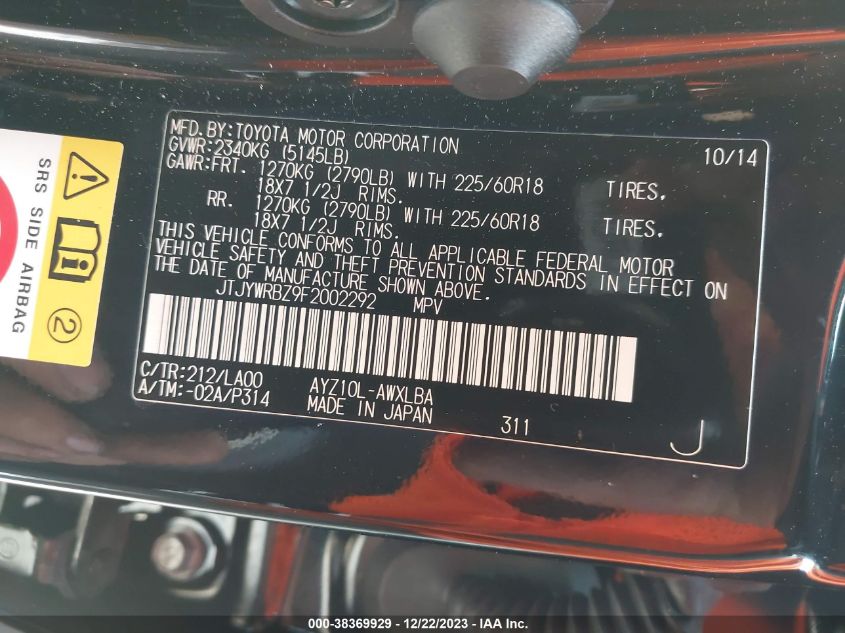 MFD.BY:TOYOTA MOTOR CORPORATION 10/14
GVWR:2340KG (5145LB)
GAWR:FRT. 1270KG (2790LB) WITH 225/60R18 TIRES.
18X7 1/2J RIMS.
RR. 1270KG (2790LB) WITH 225/60R18 TIRES.
18X7 1/2J RIMS.
THIS VEHICLE CONFORMS TO ALL APPLICABLE FEDERAL MOTOR
VEHICLE SAFETY AND THEFT PREVENTION STANDARDS IN EFFECT ON
THE DATE OF MANUFACTURE SHOWN ABOVE.
JTJYWRBZ9F2002292 MPV
C/TR:212/LA00 AYZ10L-AWXLBA
A/TM:-02A/P314 MADE IN JAPAN 311 J
SRS SIDE AIRBAG
2
000-38369929 - 12/22/2023 - IAA Inc.